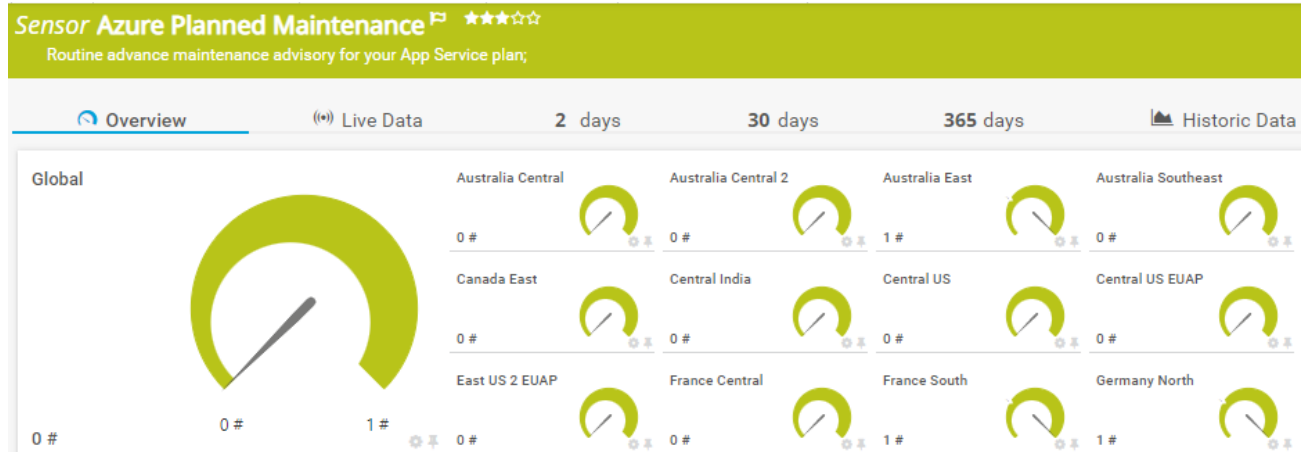 Sensor Azure Planned Maintenance
Routine advance maintenance advisory for your App Service plan;
Overview
Live Data
2 days
30 days
365 days
Historic Data
Global
0 #
1 #
0 #
Australia Central
0 #
Australia Central 2
0 #
Australia East
1 #
Australia Southeast
0 #
Canada East
0 #
Central India
0 #
Central US
0 #
Central US EUAP
0 #
East US 2 EUAP
0 #
France Central
0 #
France South
1 #
Germany North
1 #